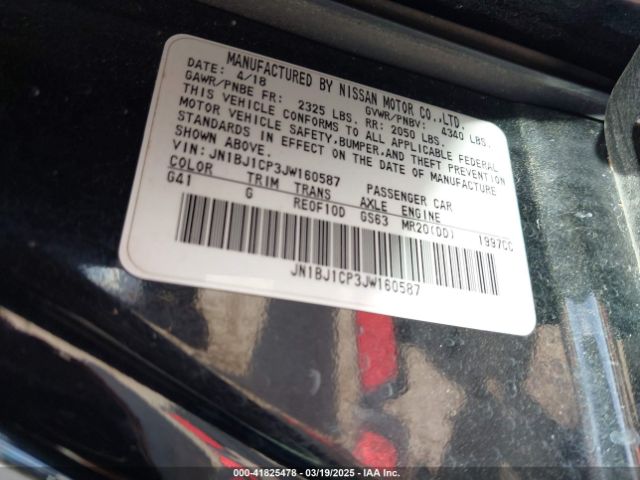 MANUFACTURED BY NISSAN MOTOR CO.,LTD.
DATE: 4/18 GVWR/PNBV: 4340 LBS.
GAWR/PNBE FR: 2325 LBS. RR: 2050 LBS.
THIS VEHICLE CONFORMS TO ALL APPLICABLE FEDERAL
MOTOR VEHICLE SAFETY,BUMPER,AND THEFT PREVENTION
STANDARDS IN EFFECT ON THE DATE OF MANUFACTURE
SHOWN ABOVE.
VIN: JN1BJ1CP3JW160587 PASSENGER CAR
COLOR TRIM TRANS AXLE ENGINE
G41 G RE0F10D GS63 MR20(DD) 1997CC
JN1BJ1CP3JW160587
© IMAGE - 41825478 - 03/19/2025 - IAA Inc.